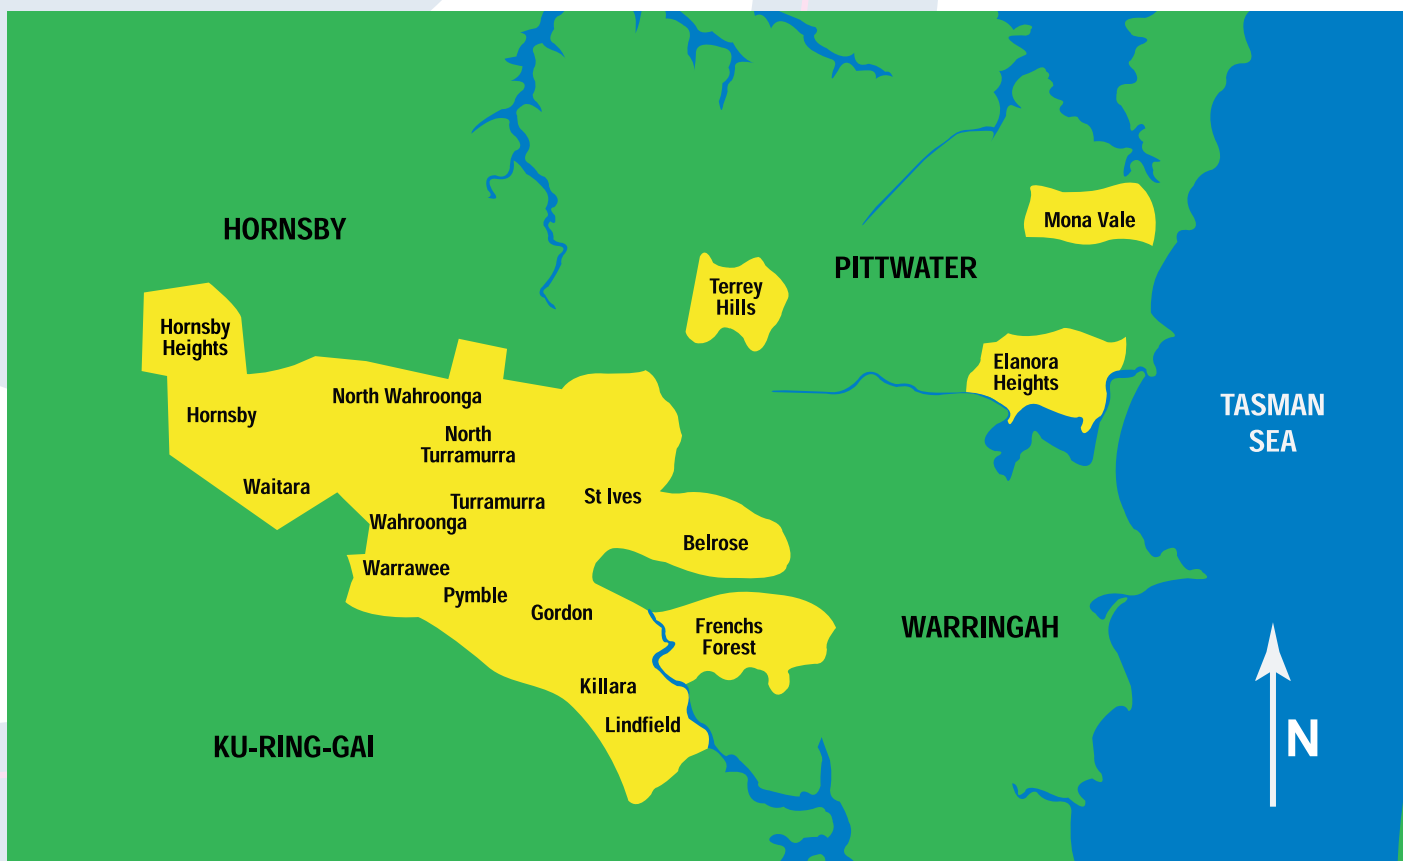 HORNSBY
Mona Vale
PITTWATER
Terrey
Hills
Hornsby
Heights
Elanora
Heights
North Wahroonga
Hornsby
TASMAN
SEA
North
Turramurra
Waitara
St Ives
Turramurra
Wahroonga
Belrose
Warrawee
Pymble
Gordon
Frenchs
Forest
WARRINGAH
Killara
Lindfield
KU-RING-GAI
N